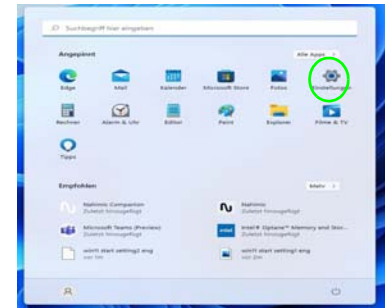 Suchbegriff hier eingeben
Angepinnt
Alle Apps >
Edge Mail Kalender Microsoft Store Fotos Einstellungen
Rechner Alarm & Uhr Editor Paint Explorer Filme & TV
Tipps
Empfohlen
Mehr >
Nahimic Companion
Zuletzt hinzugefügt
Nahimic
Zuletzt hinzugefügt
Microsoft Teams (Preview)
Zuletzt hinzugefügt
intel
Intel® Optane™ Memory and Stor...
Zuletzt hinzugefügt
win11 start setting2 eng
win11 start setting1 eng